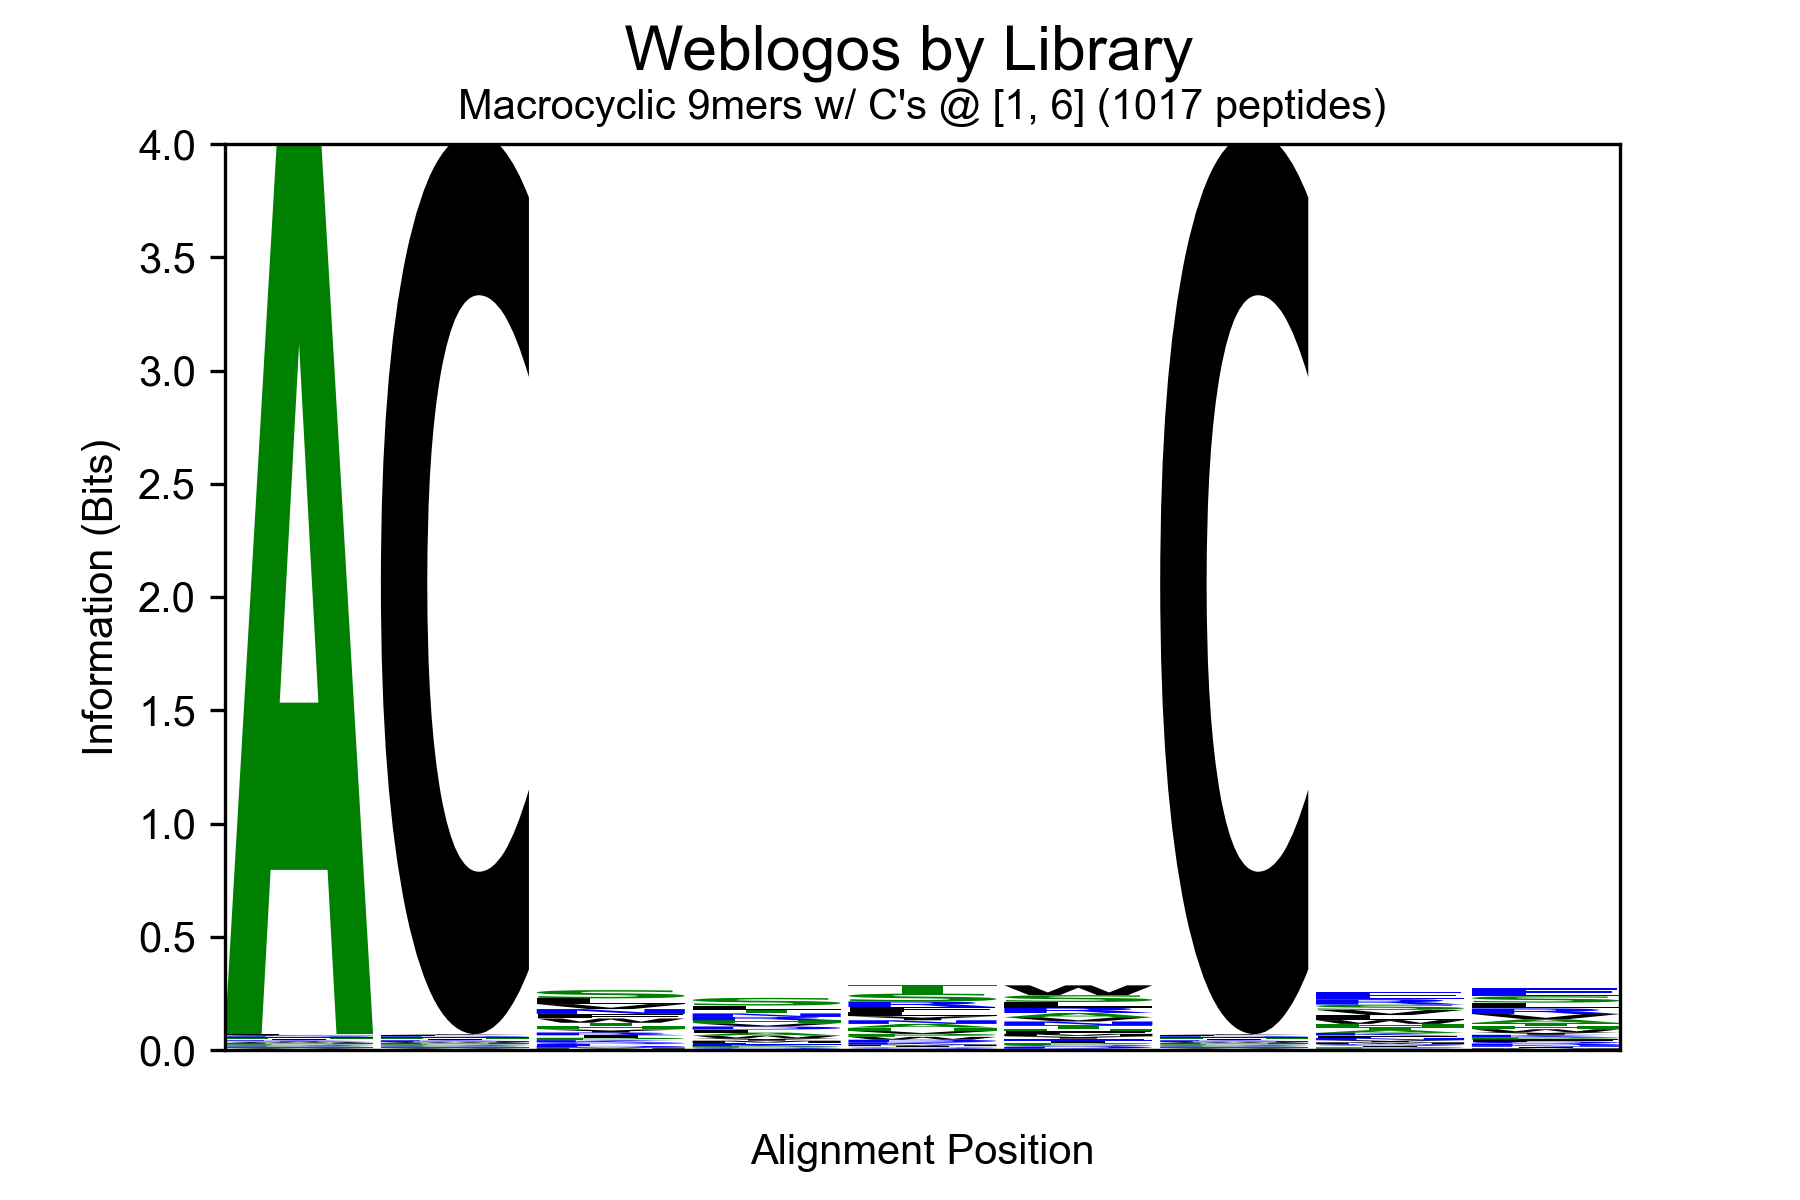 Weblogos by Library
Macrocyclic 9mers w/ C's @ [1, 6] (1017 peptides)
4.0
3.5
3.0
2.5
2.0
1.5
1.0
0.5
0.0
Information (Bits)
A C C
Alignment Position